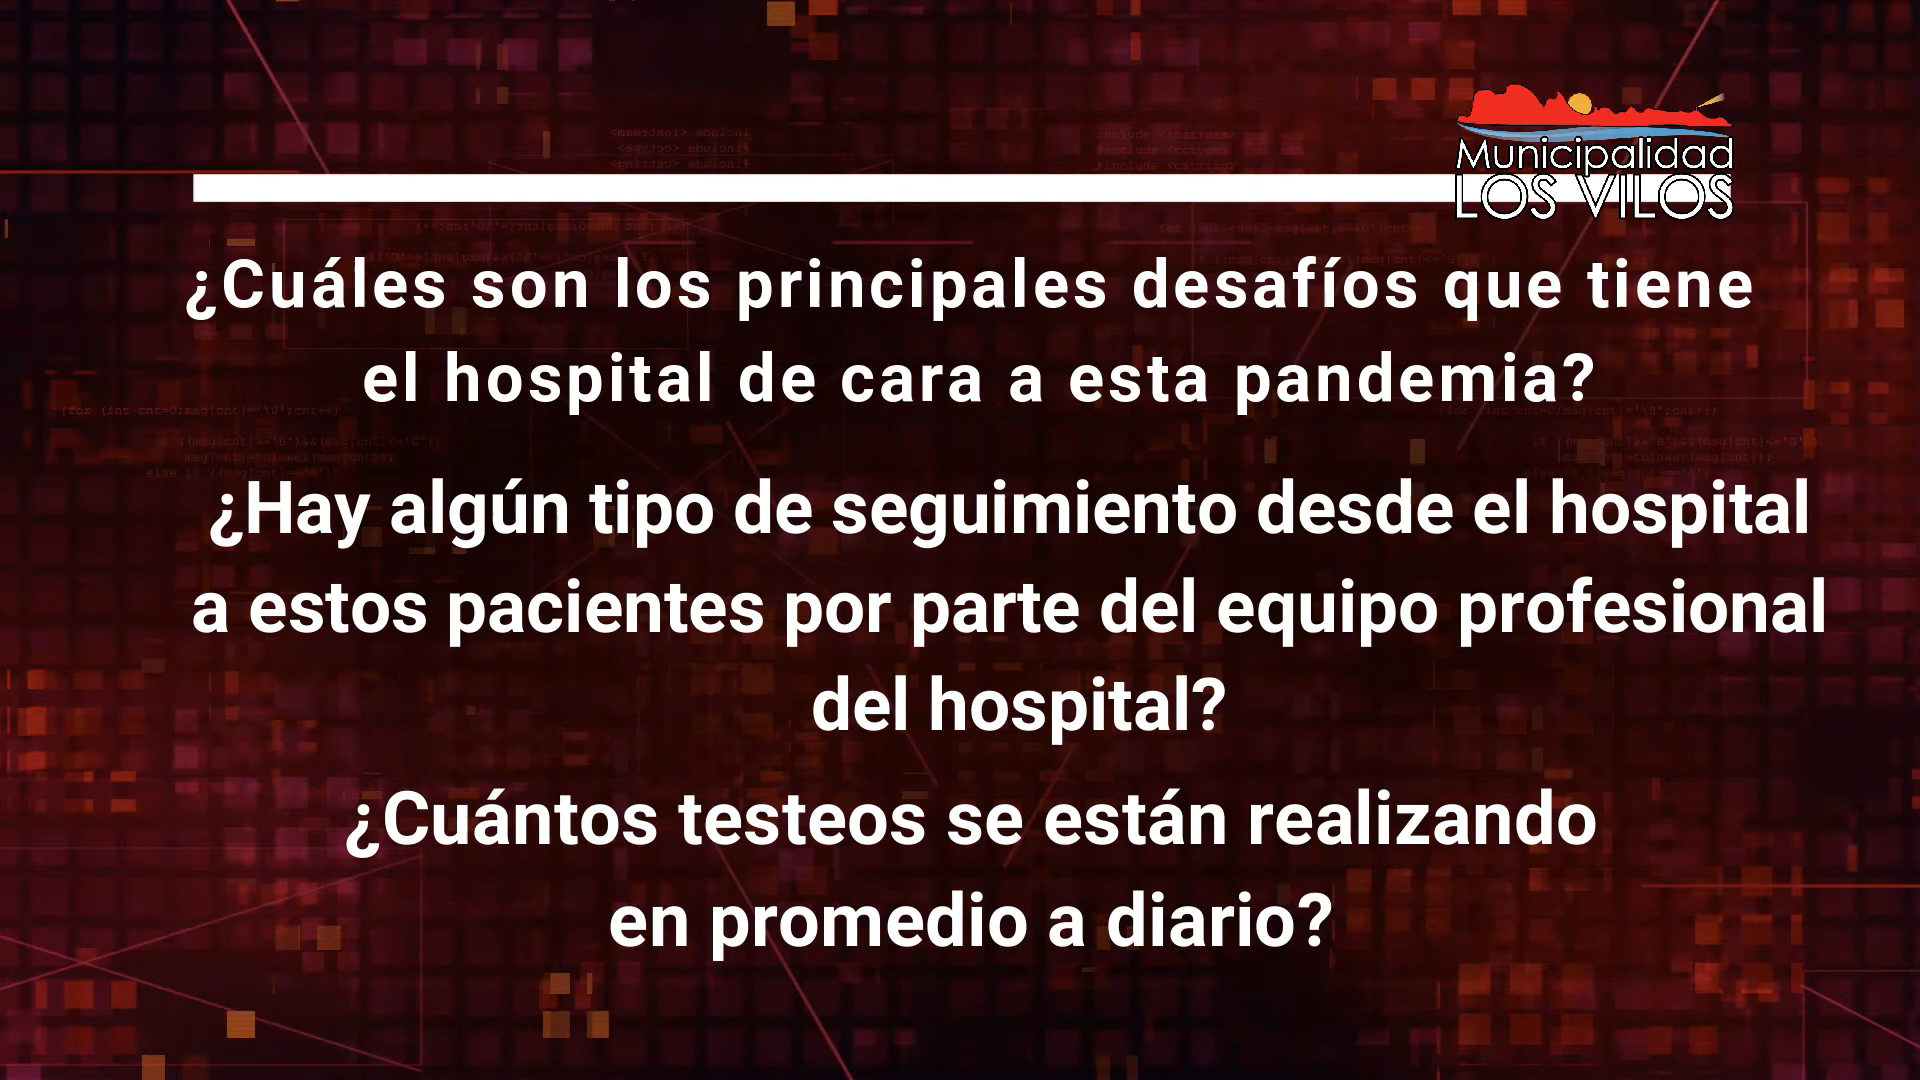 Municipalidad
LOS VILOS
¿Cuáles son los principales desafíos que tiene
el hospital de cara a esta pandemia?
¿Hay algún tipo de seguimiento desde el hospital
a estos pacientes por parte del equipo profesional
del hospital?
¿Cuántos testeos se están realizando
en promedio a diario?